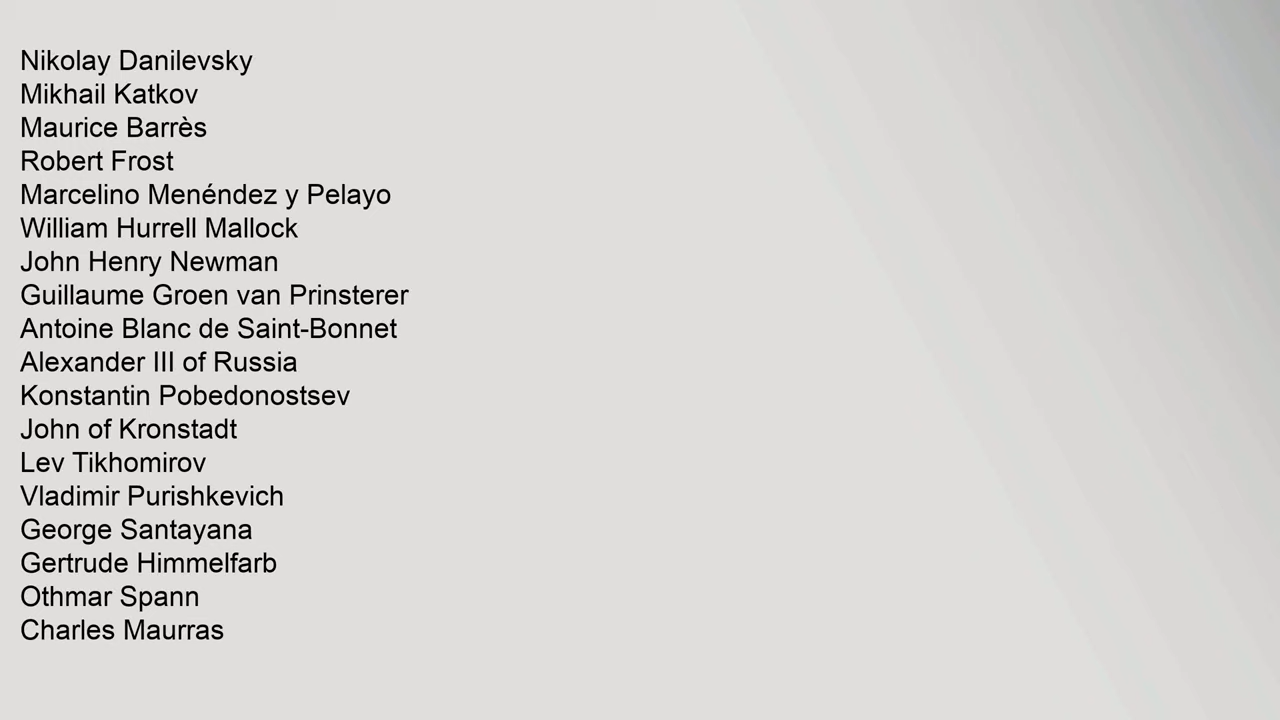 Nikolay Danilevsky
Mikhail Katkov
Maurice Barrès
Robert Frost
Marcelino Menéndez y Pelayo
William Hurrell Mallock
John Henry Newman
Guillaume Groen van Prinsterer
Antoine Blanc de Saint-Bonnet
Alexander III of Russia
Konstantin Pobedonostsev
John of Kronstadt
Lev Tikhomirov
Vladimir Purishkevich
George Santayana
Gertrude Himmelfarb
Othmar Spann
Charles Maurras